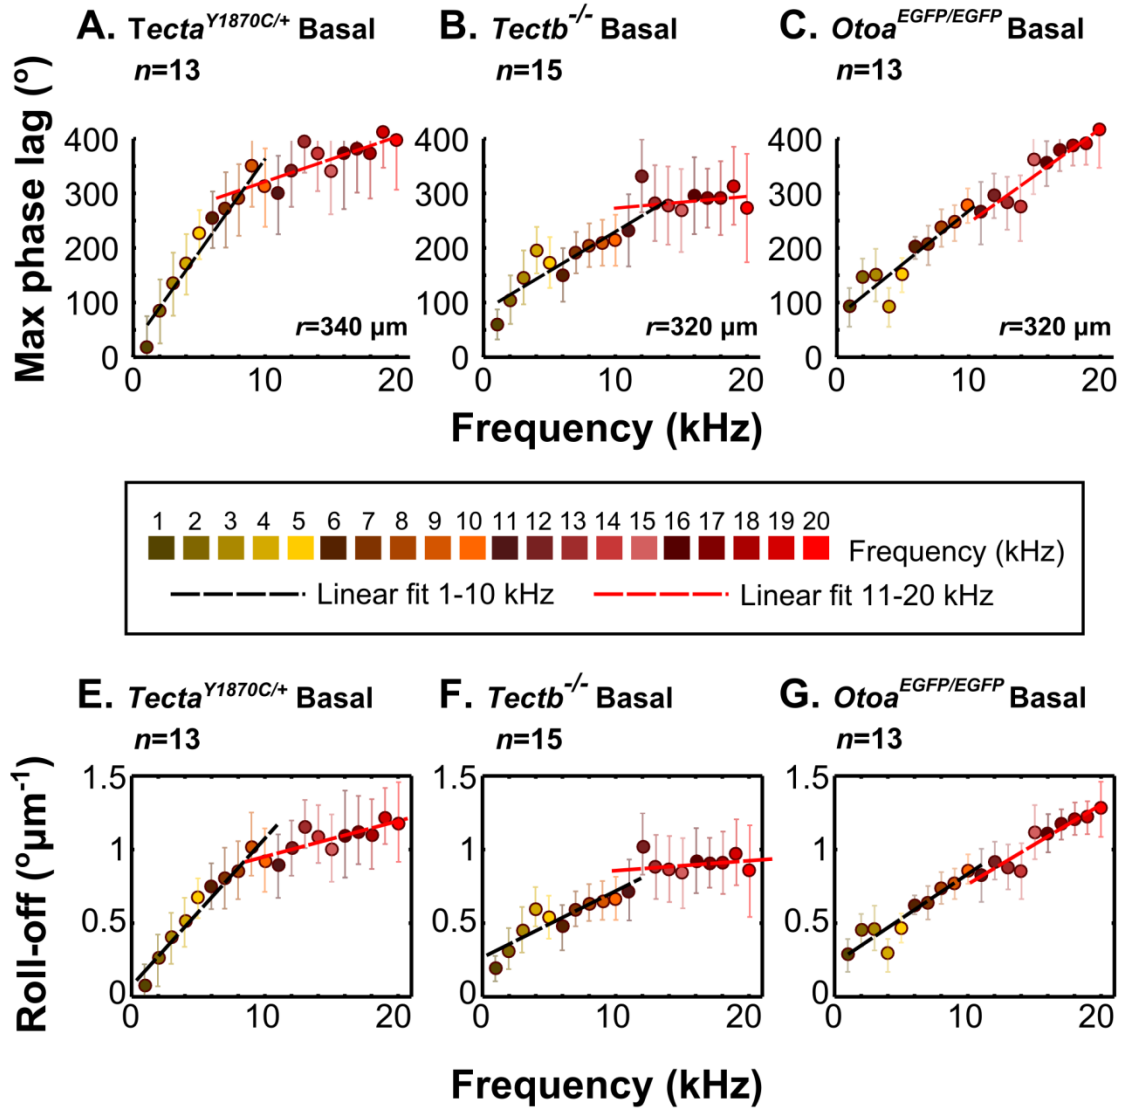 A. Tecta^Y1870C/+ Basal
n=13
B. Tectb^-/- Basal
n=15
C. Otoa^EGFP/EGFP Basal
n=13
Max phase lag (°)
400
300
200
100
0
r=340 µm
0 10 20
400
300
200
100
0
r=320 µm
0 10 20
400
300
200
100
0
r=320 µm
0 10 20
Frequency (kHz)
1 2 3 4 5 6 7 8 9 10 11 12 13 14 15 16 17 18 19 20
Frequency (kHz)
Linear fit 1-10 kHz
Linear fit 11-20 kHz
E. Tecta^Y1870C/+ Basal
n=13
F. Tectb^-/- Basal
n=15
G. Otoa^EGFP/EGFP Basal
n=13
Roll-off (°µm^-1)
1.5
1
0.5
0
0 10 20
1.5
1
0.5
0
0 10 20
1.5
1
0.5
0
0 10 20
Frequency (kHz)